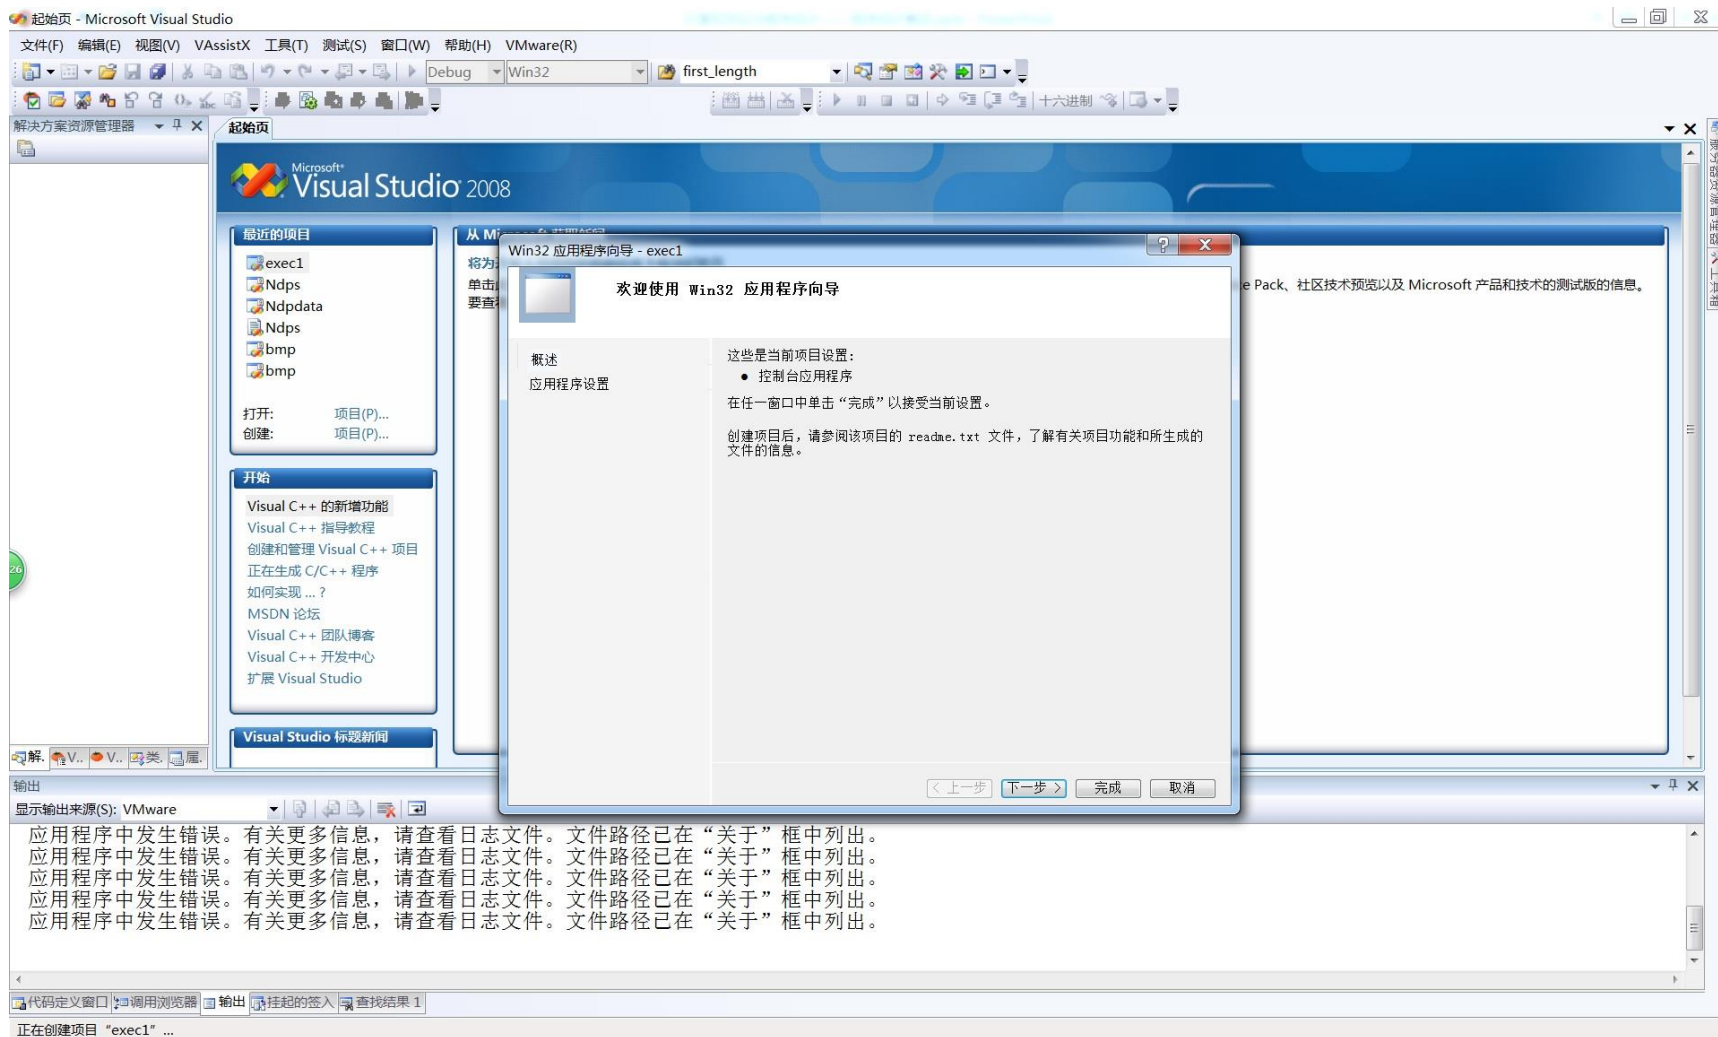 起始页 - Microsoft Visual Studio
文件(F) 编辑(E) 视图(V) VAssistX 工具(T) 测试(S) 窗口(W) 帮助(H) VMware(R)
Debug Win32 first_length
十六进制
解决方案资源管理器
起始页
Microsoft
Visual Studio 2008
最近的项目
exec1
Ndps
Ndpdata
Ndps
bmp
bmp
打开: 项目(P)...
创建: 项目(P)...
开始
Visual C++ 的新增功能
Visual C++ 指导教程
创建和管理 Visual C++ 项目
正在生成 C/C++ 程序
如何实现 ... ?
MSDN 论坛
Visual C++ 团队博客
Visual C++ 开发中心
扩展 Visual Studio
Visual Studio 标题新闻
将为
单击
要查
e Pack、社区技术预览以及 Microsoft 产品和技术的测试版的信息。
Win32 应用程序向导 - exec1
欢迎使用 Win32 应用程序向导
概述
应用程序设置
这些是当前项目设置:
● 控制台应用程序
在任一窗口中单击“完成”以接受当前设置。
创建项目后，请参阅该项目的 readme.txt 文件，了解有关项目功能和所生成的
文件的信息。
< 上一步 下一步 > 完成 取消
服务器资源管理器
工具箱
26
解. V.. V.. 类. 属.
输出
显示输出来源(S): VMware
应用程序中发生错误。有关更多信息，请查看日志文件。文件路径已在“关于”框中列出。
应用程序中发生错误。有关更多信息，请查看日志文件。文件路径已在“关于”框中列出。
应用程序中发生错误。有关更多信息，请查看日志文件。文件路径已在“关于”框中列出。
应用程序中发生错误。有关更多信息，请查看日志文件。文件路径已在“关于”框中列出。
应用程序中发生错误。有关更多信息，请查看日志文件。文件路径已在“关于”框中列出。
代码定义窗口 调用浏览器 输出 挂起的签入 查找结果 1
正在创建项目 “exec1” ...